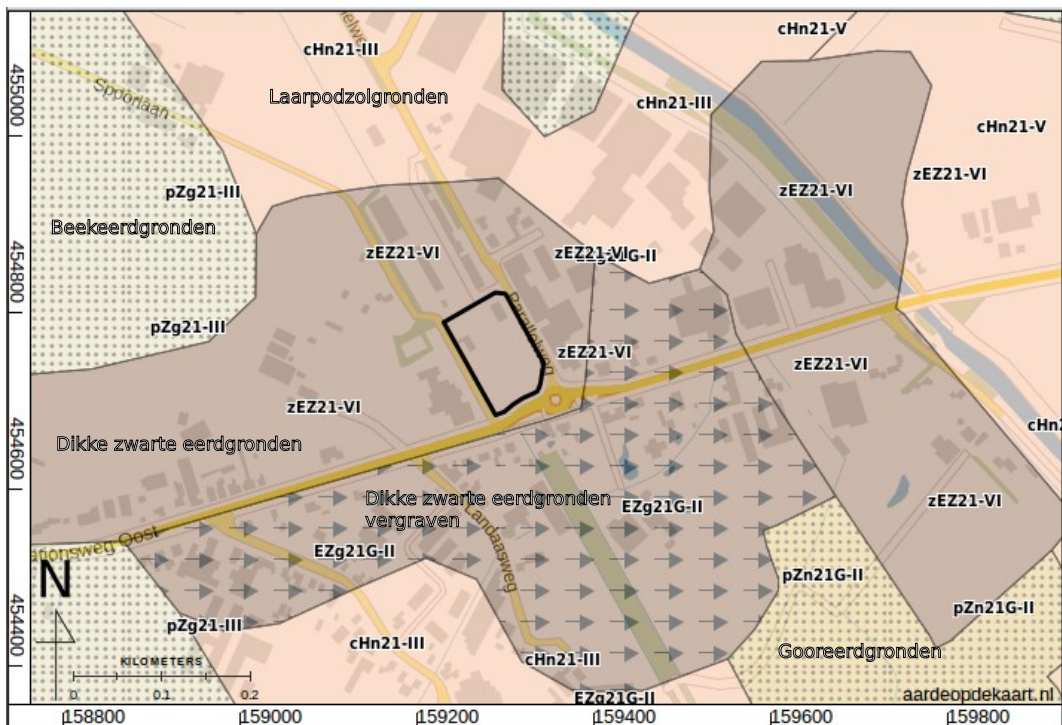 cHn21-V
cHn21-III
Laarpodzolgronden
Spoorlaan
cHn21-III
cHn21-V
455000
pZg21-III
zEZ21-VI
zEZ21-VI
Beekeerdgronden
zEZ21-VI
zEZ21-VI
454800
Parallelweg
pZg21-III
zEZ21-VI
zEZ21-VI
zEZ21-VI
Dikke zwarte eerdgronden
454600
Dikke zwarte eerdgronden
vergraven
EZg21G-II
zEZ21-VI
Landaasweg
ationsweg Oost
EZg21G-II
N
pZn21G-II
pZn21G-II
pZg21-III
454400
cHn21-III
Gooreerdgronden
cHn21-III
KILOMETERS
0 0.1 0.2
EZg21G-II
aardeopdekaart.nl
158800 159000 159200 159400 159600 159800